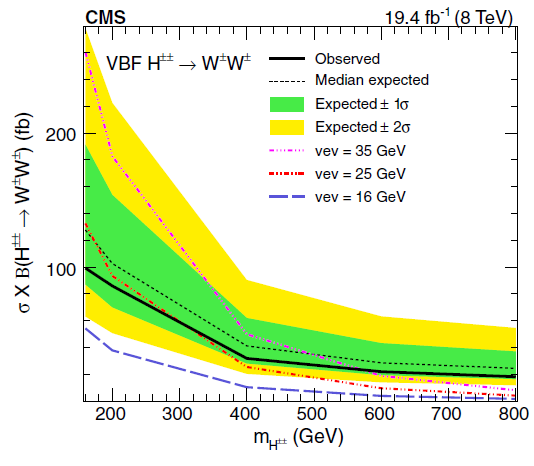 CMS 19.4 fb⁻¹ (8 TeV)
VBF H±± → W±W±
Observed
Median expected
Expected ± 1σ
Expected ± 2σ
vev = 35 GeV
vev = 25 GeV
vev = 16 GeV
σ X B(H±± → W±W±) (fb)
200
100
200 300 400 500 600 700 800
m_H±± (GeV)